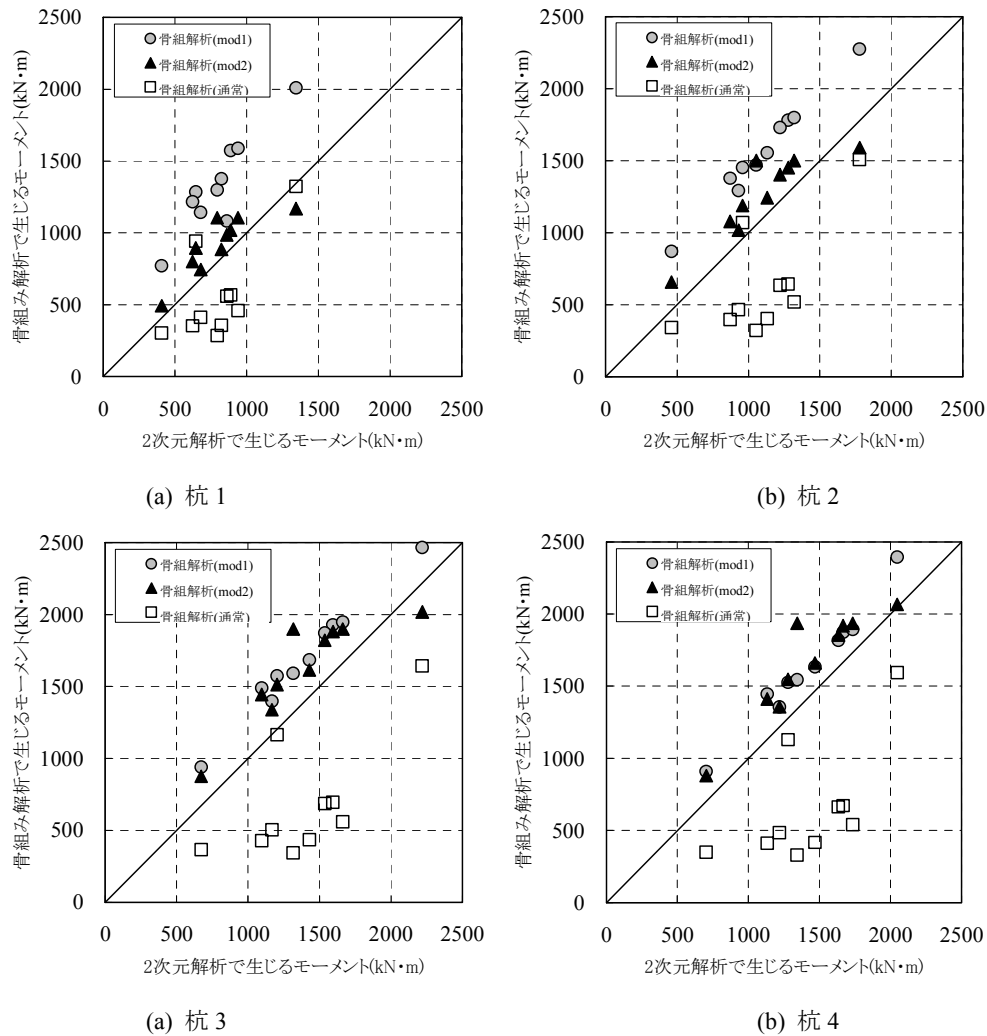 2500
2000
1500
1000
500
0
骨組み解析で生じるモーメント(kN・m)
骨組解析(mod1)
骨組解析(mod2)
骨組解析(通常)
0 500 1000 1500 2000 2500
2次元解析で生じるモーメント(kN・m)
(a) 杭 1
2500
2000
1500
1000
500
0
骨組み解析で生じるモーメント(kN・m)
骨組解析(mod1)
骨組解析(mod2)
骨組解析(通常)
0 500 1000 1500 2000 2500
2次元解析で生じるモーメント(kN・m)
(b) 杭 2
2500
2000
1500
1000
500
0
骨組み解析で生じるモーメント(kN・m)
骨組解析(mod1)
骨組解析(mod2)
骨組解析(通常)
0 500 1000 1500 2000 2500
2次元解析で生じるモーメント(kN・m)
(a) 杭 3
2500
2000
1500
1000
500
0
骨組み解析で生じるモーメント(kN・m)
骨組解析(mod1)
骨組解析(mod2)
骨組解析(通常)
0 500 1000 1500 2000 2500
2次元解析で生じるモーメント(kN・m)
(b) 杭 4